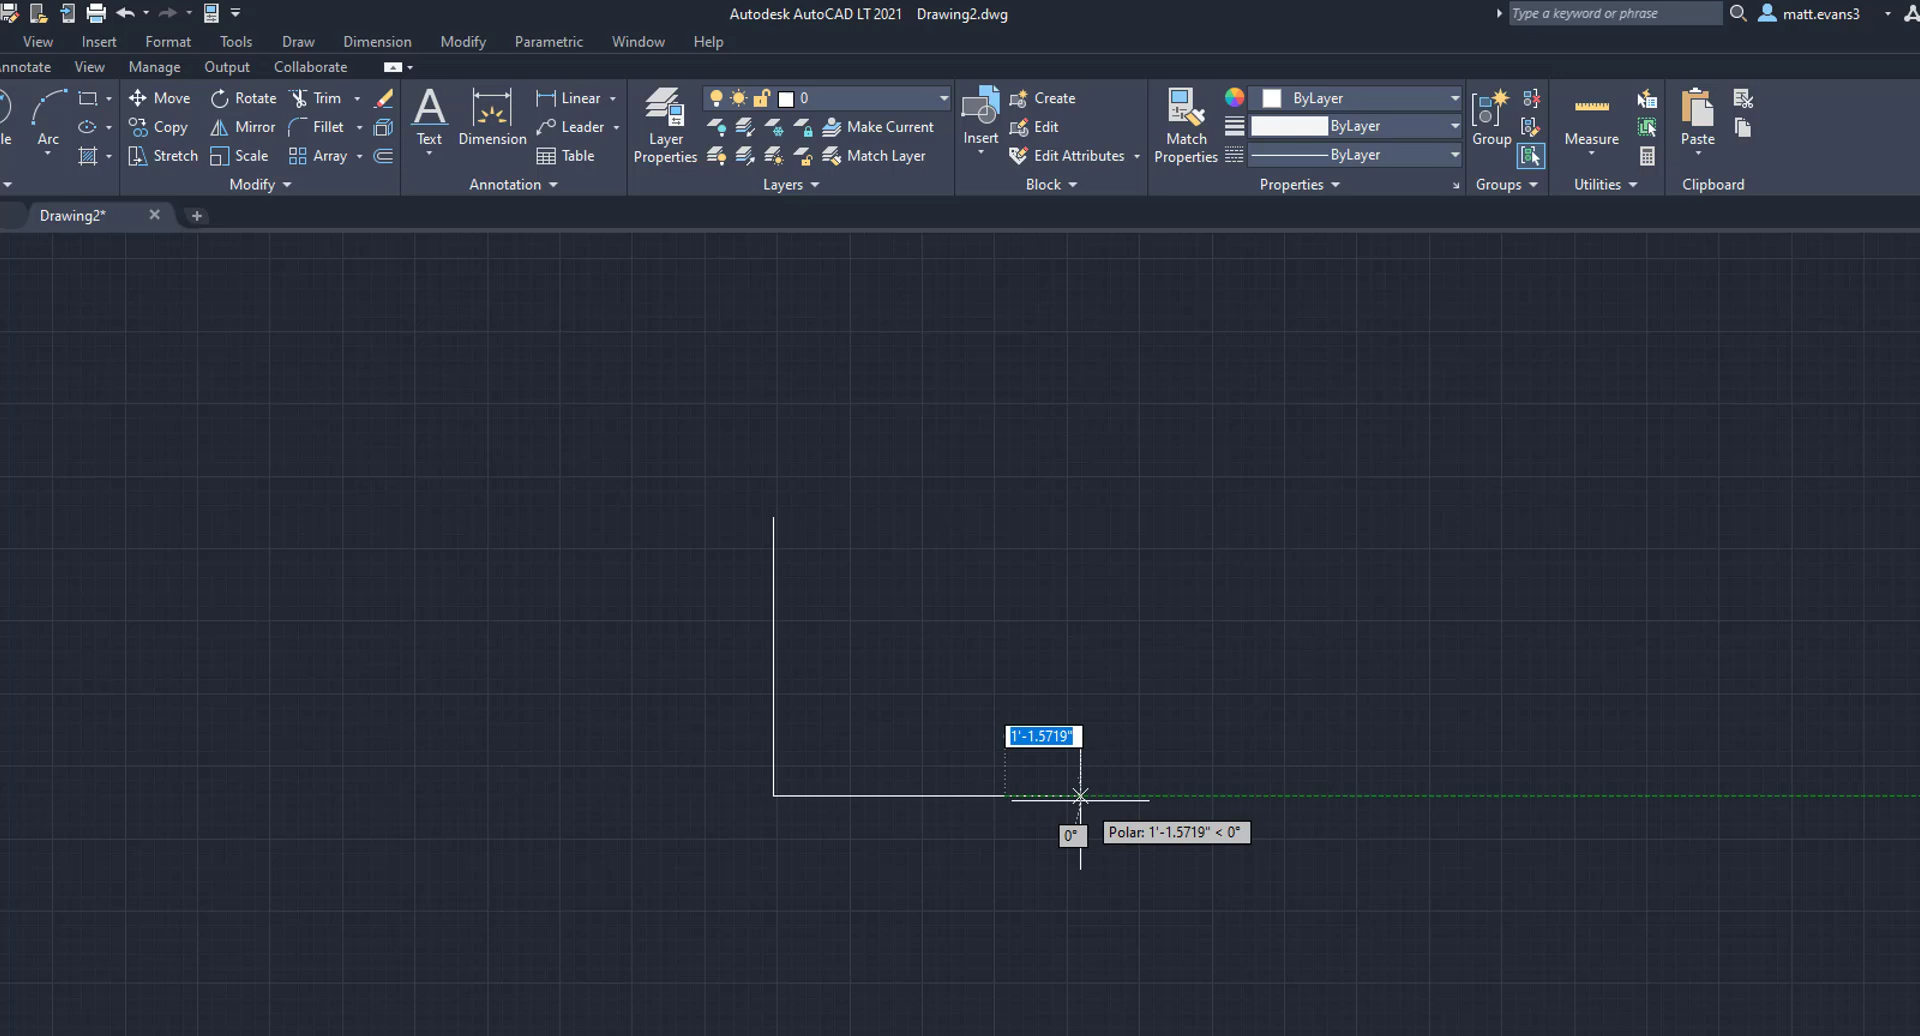 Autodesk AutoCAD LT 2021 Drawing2.dwg
Type a keyword or phrase
matt.evans3
View Insert Format Tools Draw Dimension Modify Parametric Window Help
nnotate View Manage Output Collaborate
le
Arc
Move Rotate Trim
Copy Mirror Fillet
Stretch Scale Array
Modify
Text
Dimension
Linear
Leader
Table
Annotation
Layer
Properties
0
Make Current
Match Layer
Layers
Insert
Create
Edit
Edit Attributes
Block
Match
Properties
ByLayer
ByLayer
ByLayer
Properties
Group
Groups
Measure
Utilities
Paste
Clipboard
Drawing2*
1'-1.5719"
0°
Polar: 1'-1.5719" < 0°